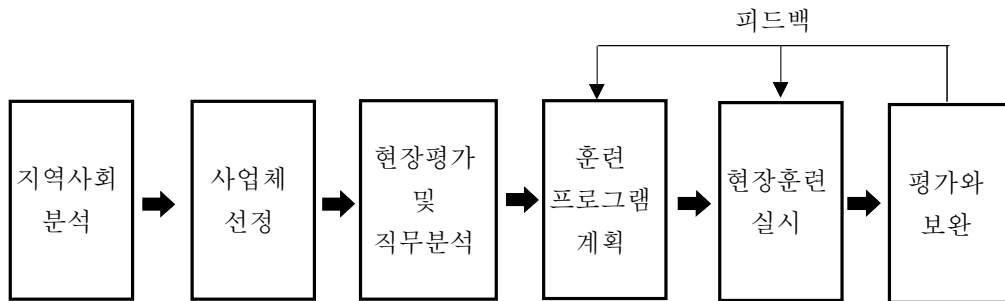 피드백
지역사회
분석
사업체
선정
현장평가
및
직무분석
훈련
프로그램
계획
현장훈련
실시
평가와
보완